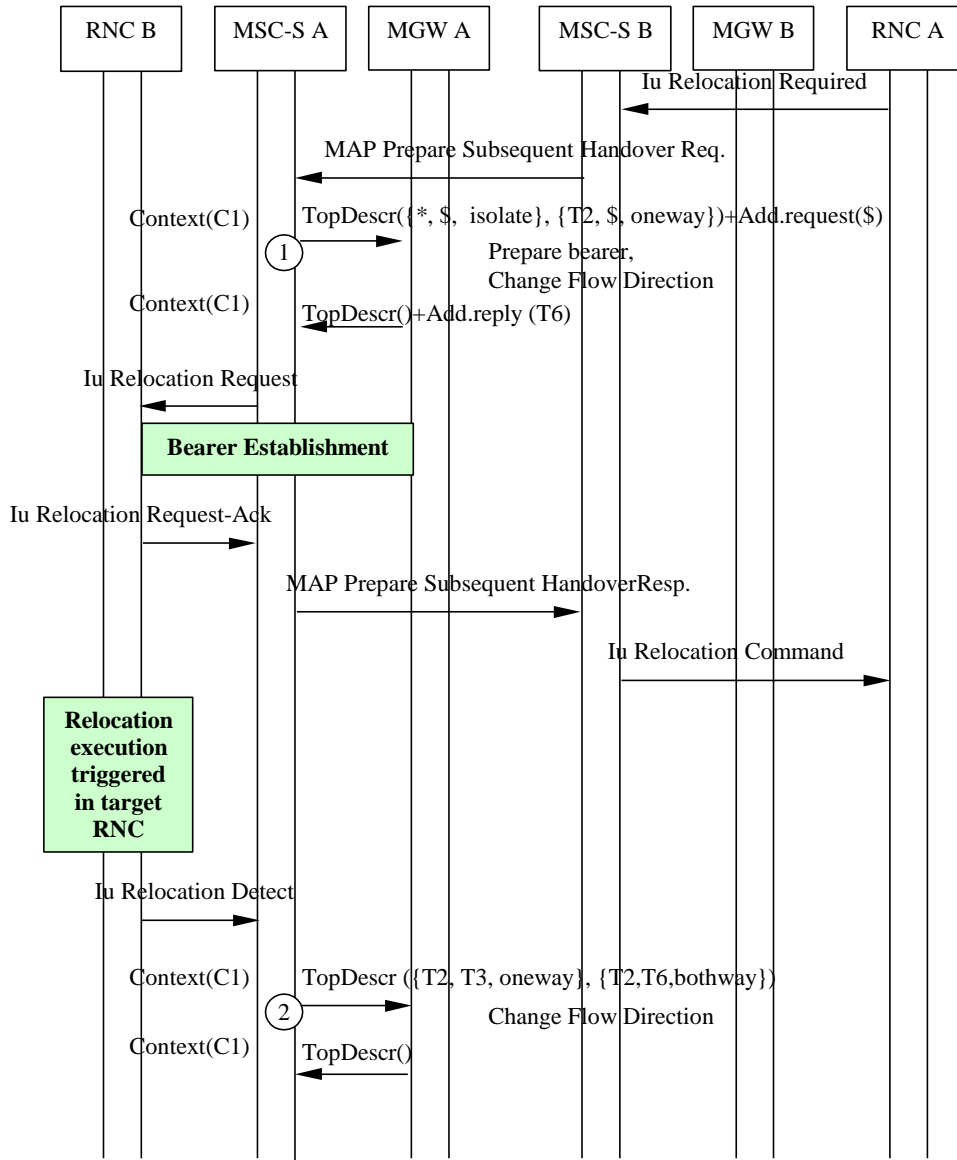 RNC B
MSC-S A
MGW A
MSC-S B
MGW B
RNC A
Iu Relocation Required
MAP Prepare Subsequent Handover Req.
Context(C1)
TopDescr({*, $, isolate}, {T2, $, oneway})+Add.request($)
1
Prepare bearer,
Change Flow Direction
Context(C1)
TopDescr()+Add.reply (T6)
Iu Relocation Request
Bearer Establishment
Iu Relocation Request-Ack
MAP Prepare Subsequent HandoverResp.
Iu Relocation Command
Relocation
execution
triggered
in target
RNC
Iu Relocation Detect
Context(C1)
TopDescr ({T2, T3, oneway}, {T2,T6,bothway})
2
Change Flow Direction
Context(C1)
TopDescr()